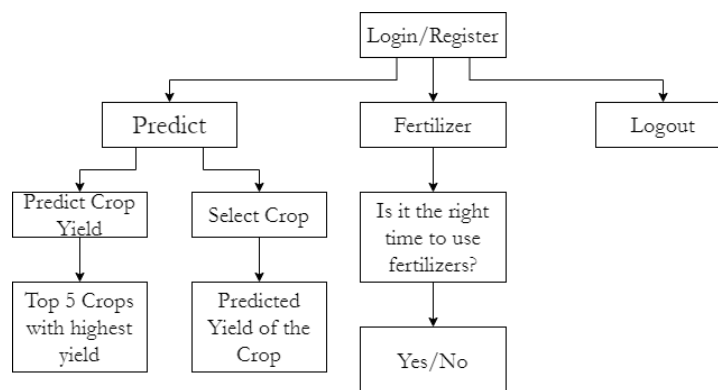 Login/Register
Predict
Fertilizer
Logout
Predict Crop
Yield
Select Crop
Is it the right
time to use
fertilizers?
Top 5 Crops
with highest
yield
Predicted
Yield of the
Crop
Yes/No